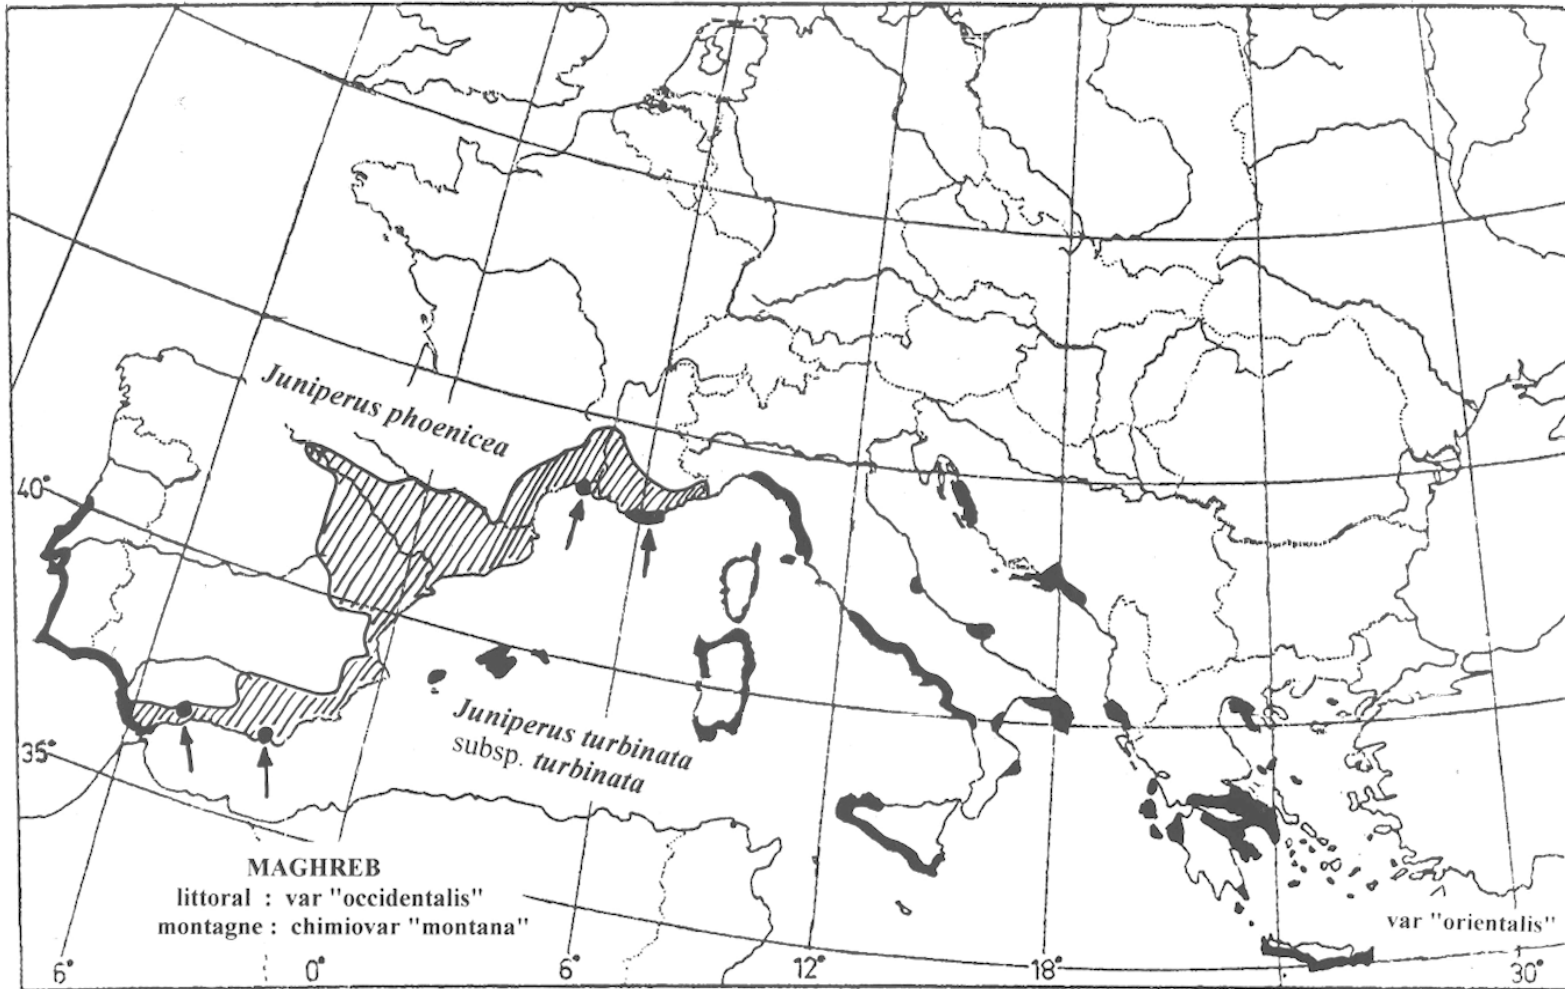 Juniperus phoenicea
40°
35°
Juniperus turbinata
subsp. turbinata
MAGHREB
littoral : var "occidentalis"
montagne : chimiovar "montana"
var "orientalis"
6°
0°
6°
12°
18°
30°